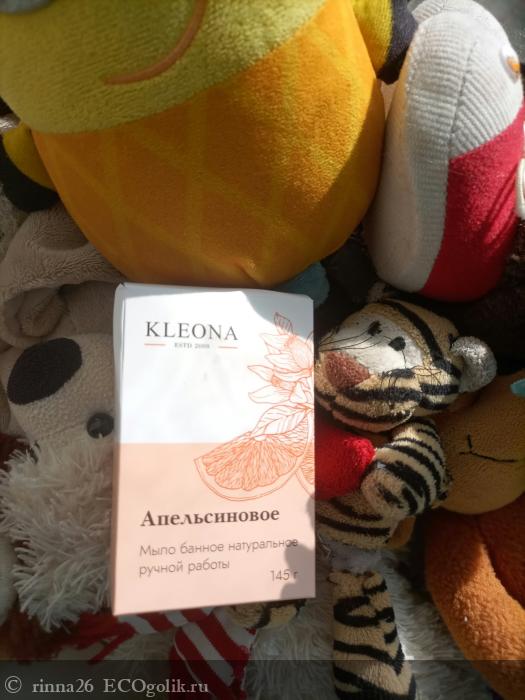 KLEONA
ESTD 2009
Апельсиновое
Мыло банное натуральное
ручной работы
145 г
© rinna26 ECOgolik.ru